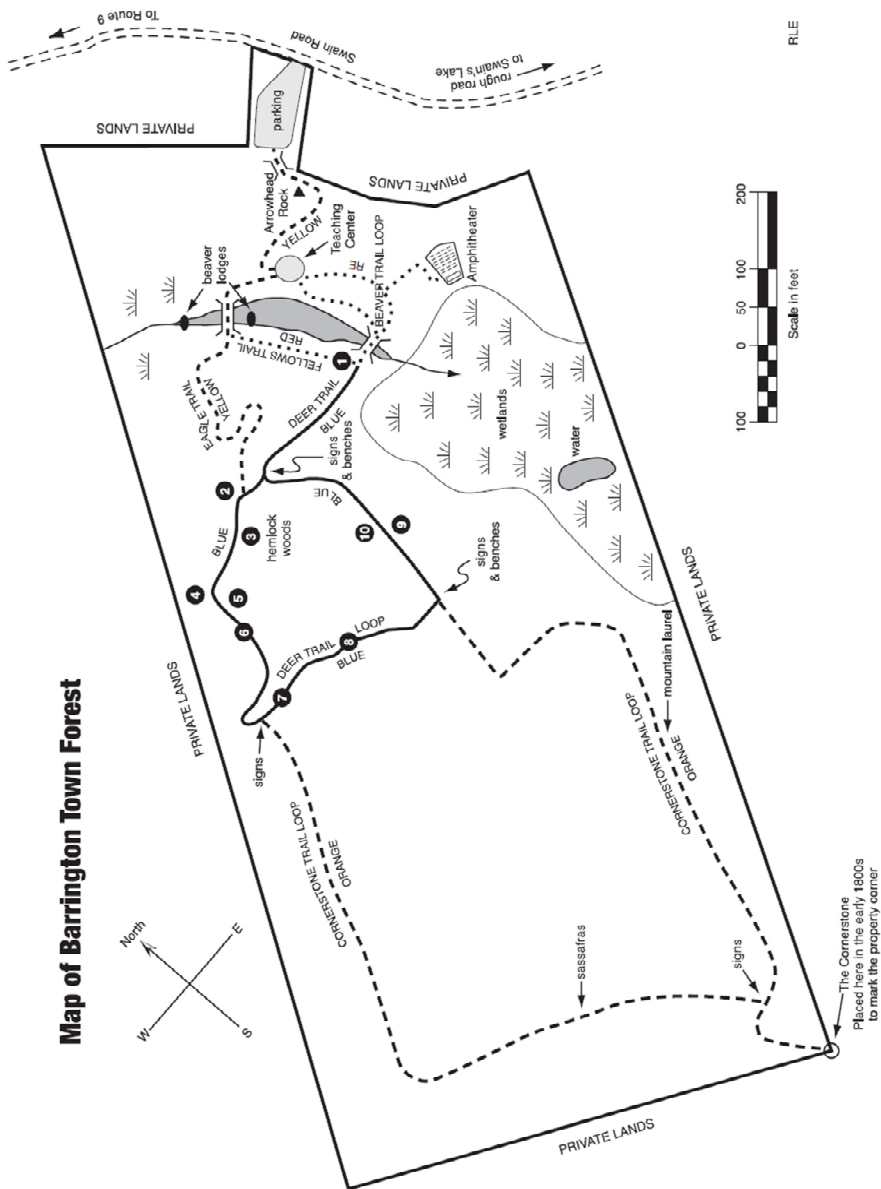 Map of Barrington Town Forest
North
W
E
S
To Route 9
Swain Road
rough road
to Swain's Lake
RLE
PRIVATE LANDS
parking
PRIVATE LANDS
Arrowhead
Rock
YELLOW
Teaching
Center
RE
BEAVER TRAIL LOOP
Amphitheater
beaver
lodges
RED
FELLOWS TRAIL
EAGLE TRAIL
YELLOW
1
DEER TRAIL
BLUE
signs
& benches
wetlands
water
2
BLUE
3
hemlock
woods
BLUE
10
9
signs
& benches
4
5
6
DEER TRAIL LOOP
BLUE
8
7
signs
PRIVATE LANDS
CORNERSTONE TRAIL LOOP
ORANGE
PRIVATE LANDS
mountain laurel
CORNERSTONE TRAIL LOOP
ORANGE
sassafras
signs
The Cornerstone
Placed here in the early 1800s
to mark the property corner
PRIVATE LANDS
100 0 50 100 200
Scale in feet